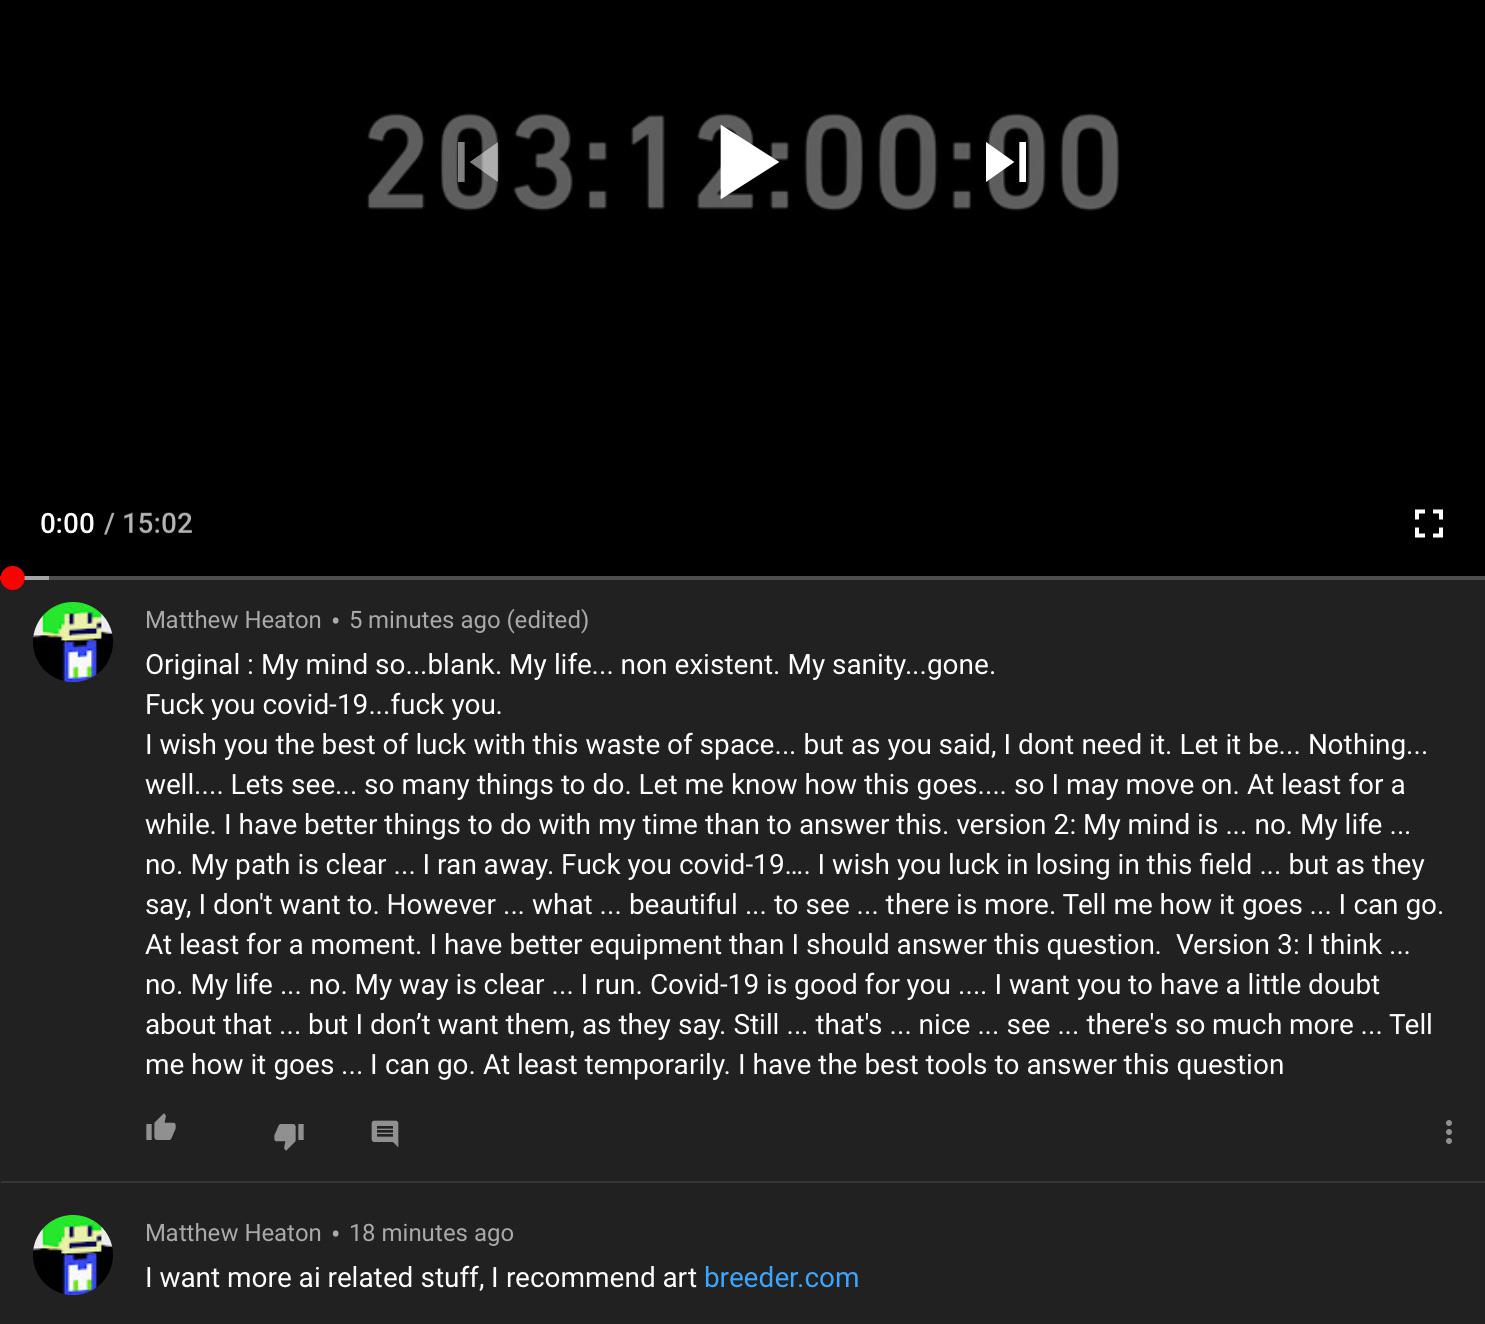 203:12:00:00
0:00 / 15:02
Matthew Heaton • 5 minutes ago (edited)
Original : My mind so...blank. My life... non existent. My sanity...gone.
Fuck you covid-19...fuck you.
I wish you the best of luck with this waste of space... but as you said, I dont need it. Let it be... Nothing...
well.... Lets see... so many things to do. Let me know how this goes.... so I may move on. At least for a
while. I have better things to do with my time than to answer this. version 2: My mind is ... no. My life ...
no. My path is clear ... I ran away. Fuck you covid-19…. I wish you luck in losing in this field ... but as they
say, I don't want to. However ... what ... beautiful ... to see ... there is more. Tell me how it goes ... I can go.
At least for a moment. I have better equipment than I should answer this question.  Version 3: I think ...
no. My life ... no. My way is clear ... I run. Covid-19 is good for you .... I want you to have a little doubt
about that ... but I don’t want them, as they say. Still ... that's ... nice ... see ... there's so much more ... Tell
me how it goes ... I can go. At least temporarily. I have the best tools to answer this question
Matthew Heaton • 18 minutes ago
I want more ai related stuff, I recommend art breeder.com